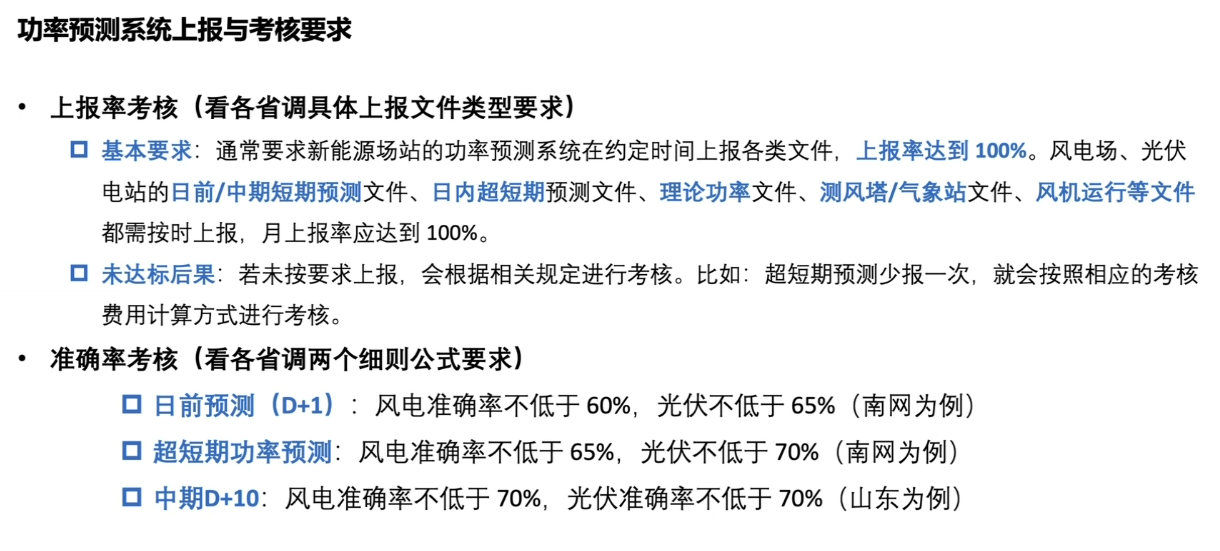 功率预测系统上报与考核要求
• 上报率考核（看各省调具体上报文件类型要求）
基本要求：通常要求新能源场站的功率预测系统在约定时间上报各类文件，上报率达到 100%。风电场、光伏
电站的日前/中期短期预测文件、日内超短期预测文件、理论功率文件、测风塔/气象站文件、风机运行等文件
都需按时上报，月上报率应达到 100%。
未达标后果：若未按要求上报，会根据相关规定进行考核。比如：超短期预测少报一次，就会按照相应的考核
费用计算方式进行考核。
• 准确率考核（看各省调两个细则公式要求）
日前预测（D+1）：风电准确率不低于 60%，光伏不低于 65%（南网为例）
超短期功率预测：风电准确率不低于 65%，光伏不低于 70%（南网为例）
中期D+10：风电准确率不低于 70%，光伏准确率不低于 70%（山东为例）